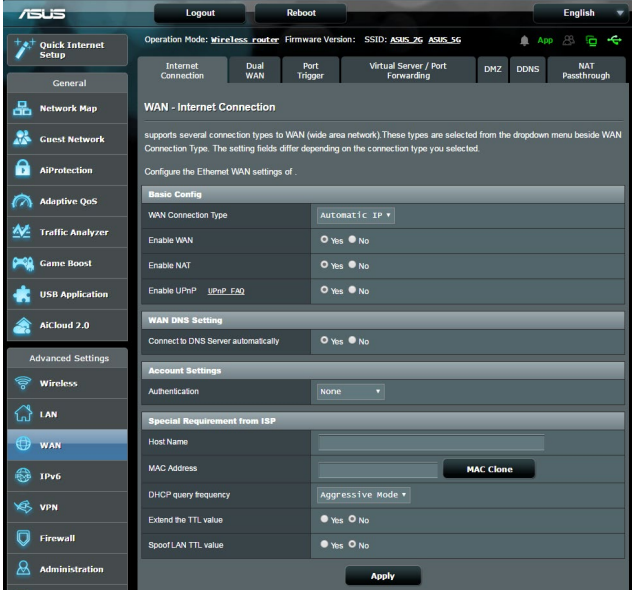 ASUS
Logout
Reboot
English
Quick Internet
Setup
Operation Mode: Wireless router Firmware Version: SSID: ASUS_2G ASUS_5G
App
General
Network Map
Guest Network
AiProtection
Adaptive QoS
Traffic Analyzer
Game Boost
USB Application
AiCloud 2.0
Advanced Settings
Wireless
LAN
WAN
IPv6
VPN
Firewall
Administration
Internet
Connection
Dual
WAN
Port
Trigger
Virtual Server / Port
Forwarding
DMZ
DDNS
NAT
Passthrough
WAN - Internet Connection
supports several connection types to WAN (wide area network).These types are selected from the dropdown menu beside WAN
Connection Type. The setting fields differ depending on the connection type you selected.
Configure the Ethernet WAN settings of .
Basic Config
WAN Connection Type Automatic IP
Enable WAN Yes No
Enable NAT Yes No
Enable UPnP UPnP FAQ Yes No
WAN DNS Setting
Connect to DNS Server automatically Yes No
Account Settings
Authentication None
Special Requirement from ISP
Host Name
MAC Address MAC Clone
DHCP query frequency Aggressive Mode
Extend the TTL value Yes No
Spoof LAN TTL value Yes No
Apply